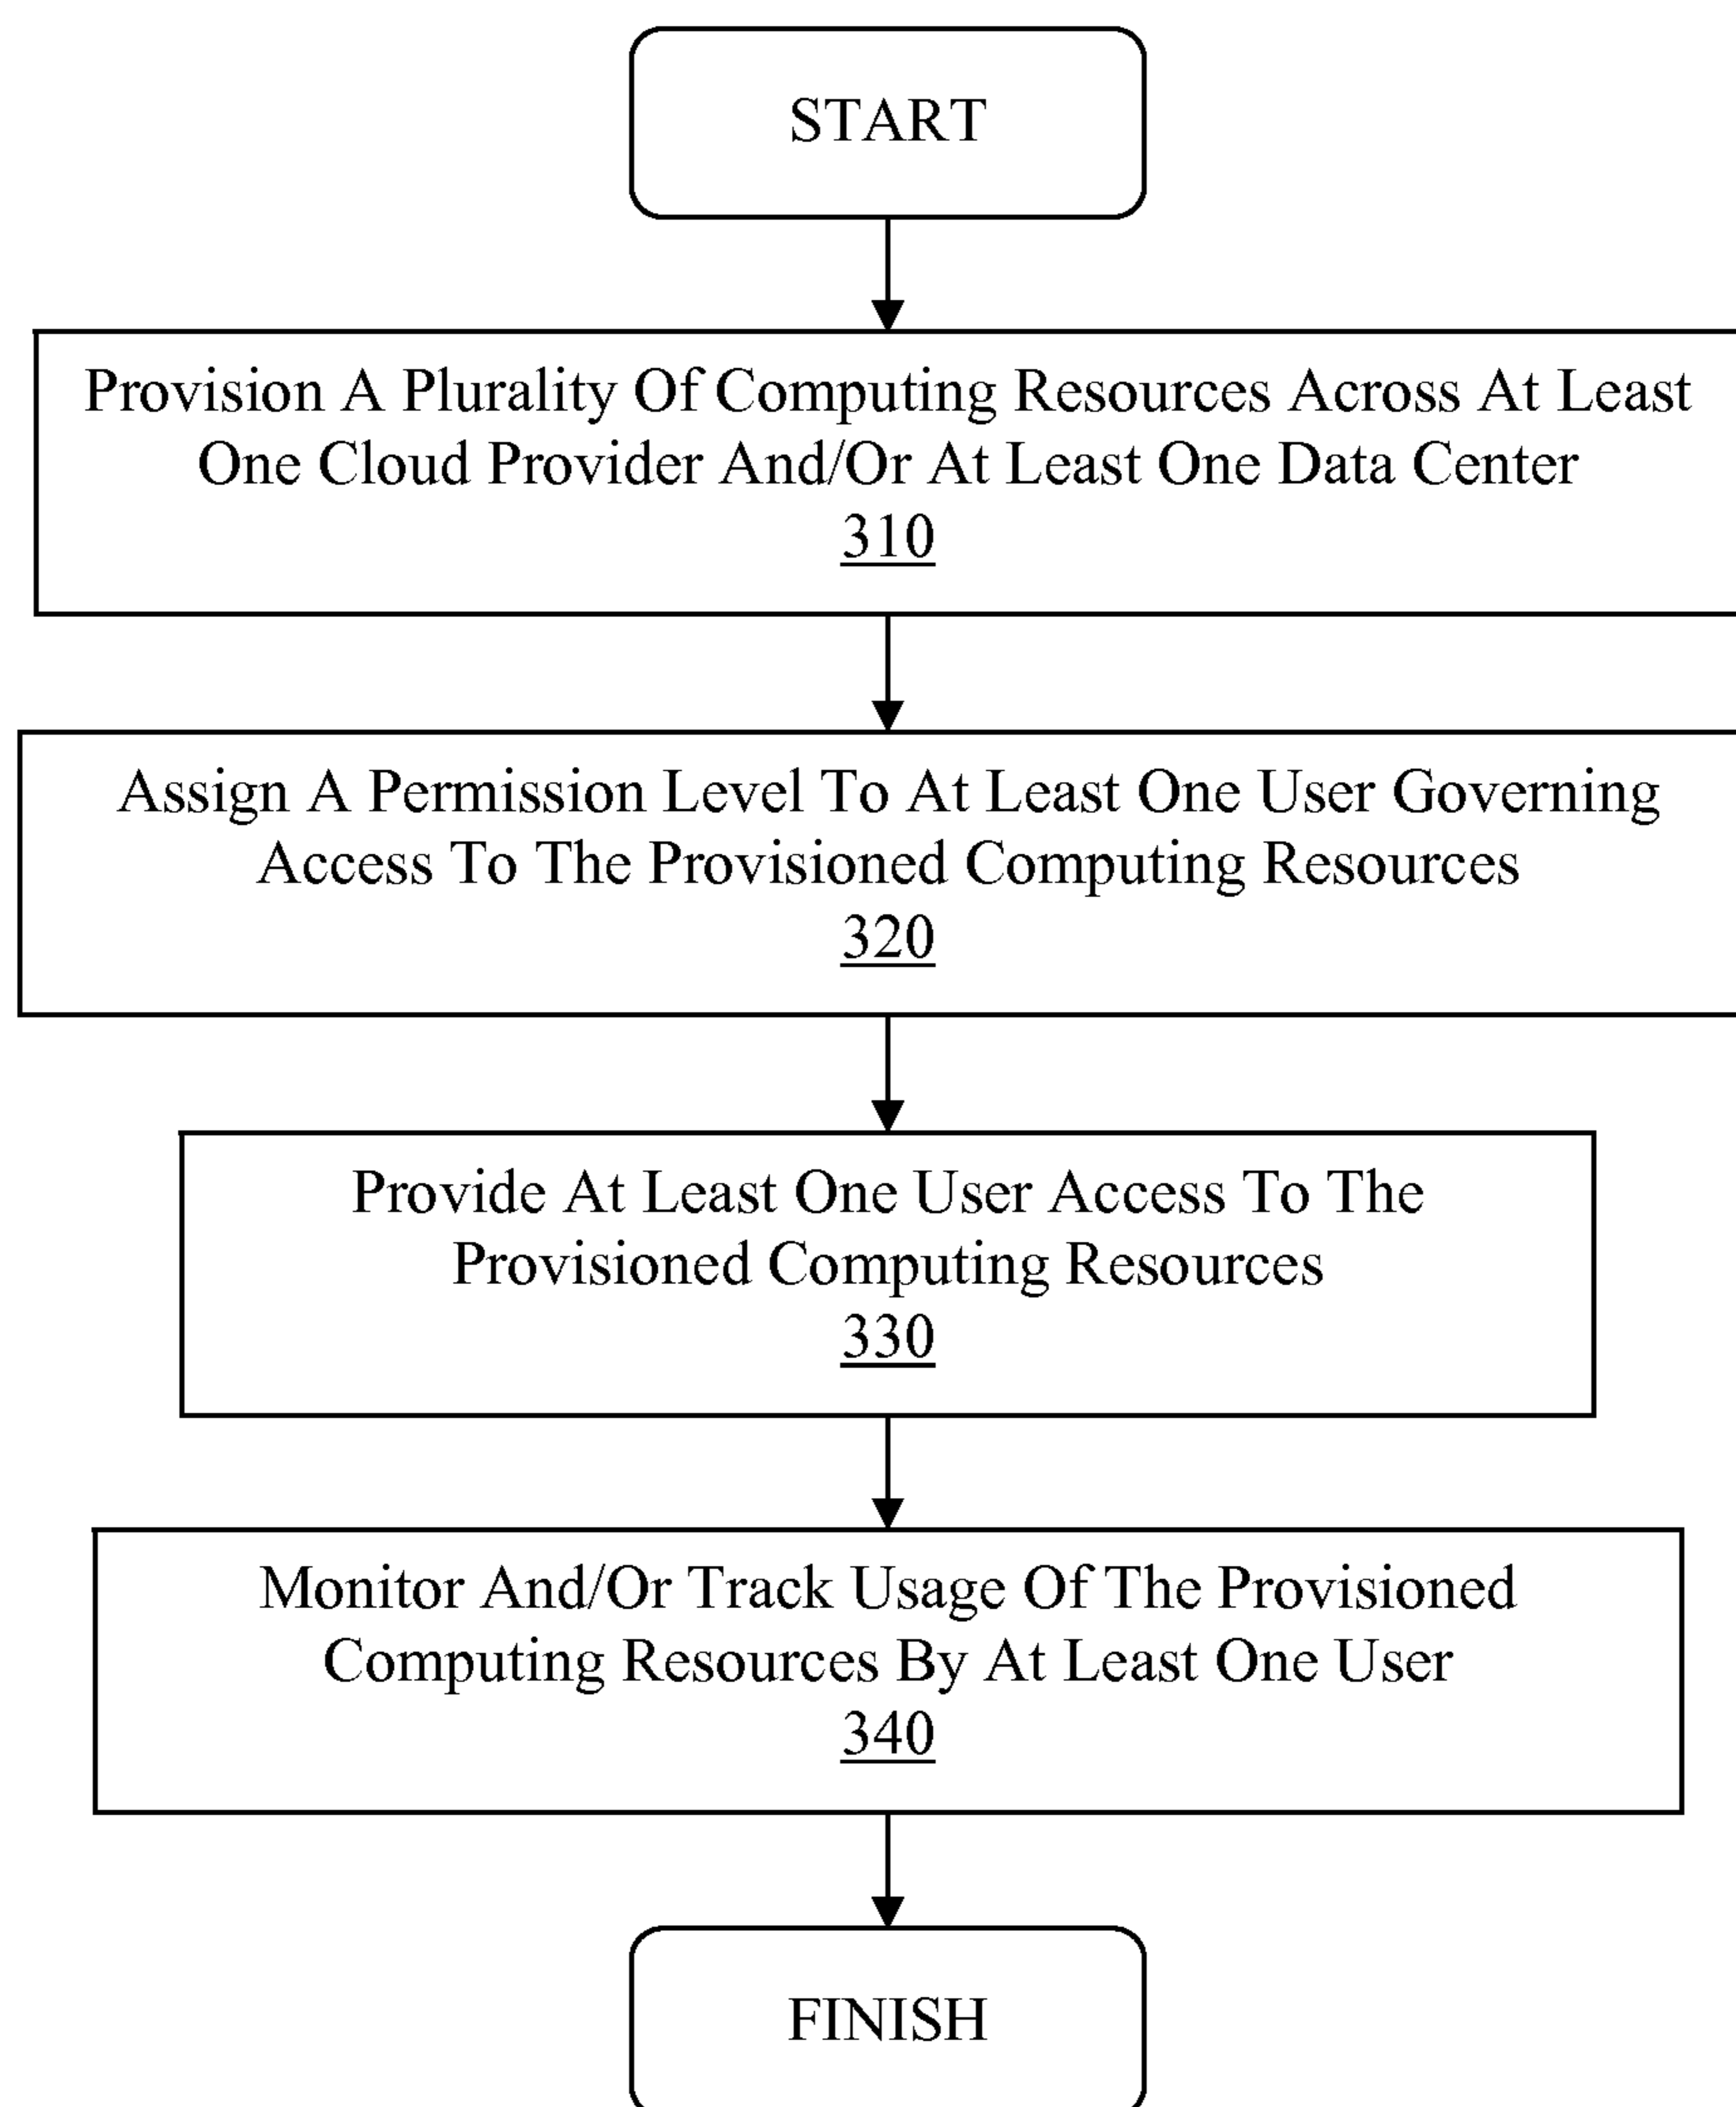 START
Provision A Plurality Of Computing Resources Across At Least
One Cloud Provider And/Or At Least One Data Center
310
Assign A Permission Level To At Least One User Governing
Access To The Provisioned Computing Resources
320
Provide At Least One User Access To The
Provisioned Computing Resources
330
Monitor And/Or Track Usage Of The Provisioned
Computing Resources By At Least One User
340
FINISH